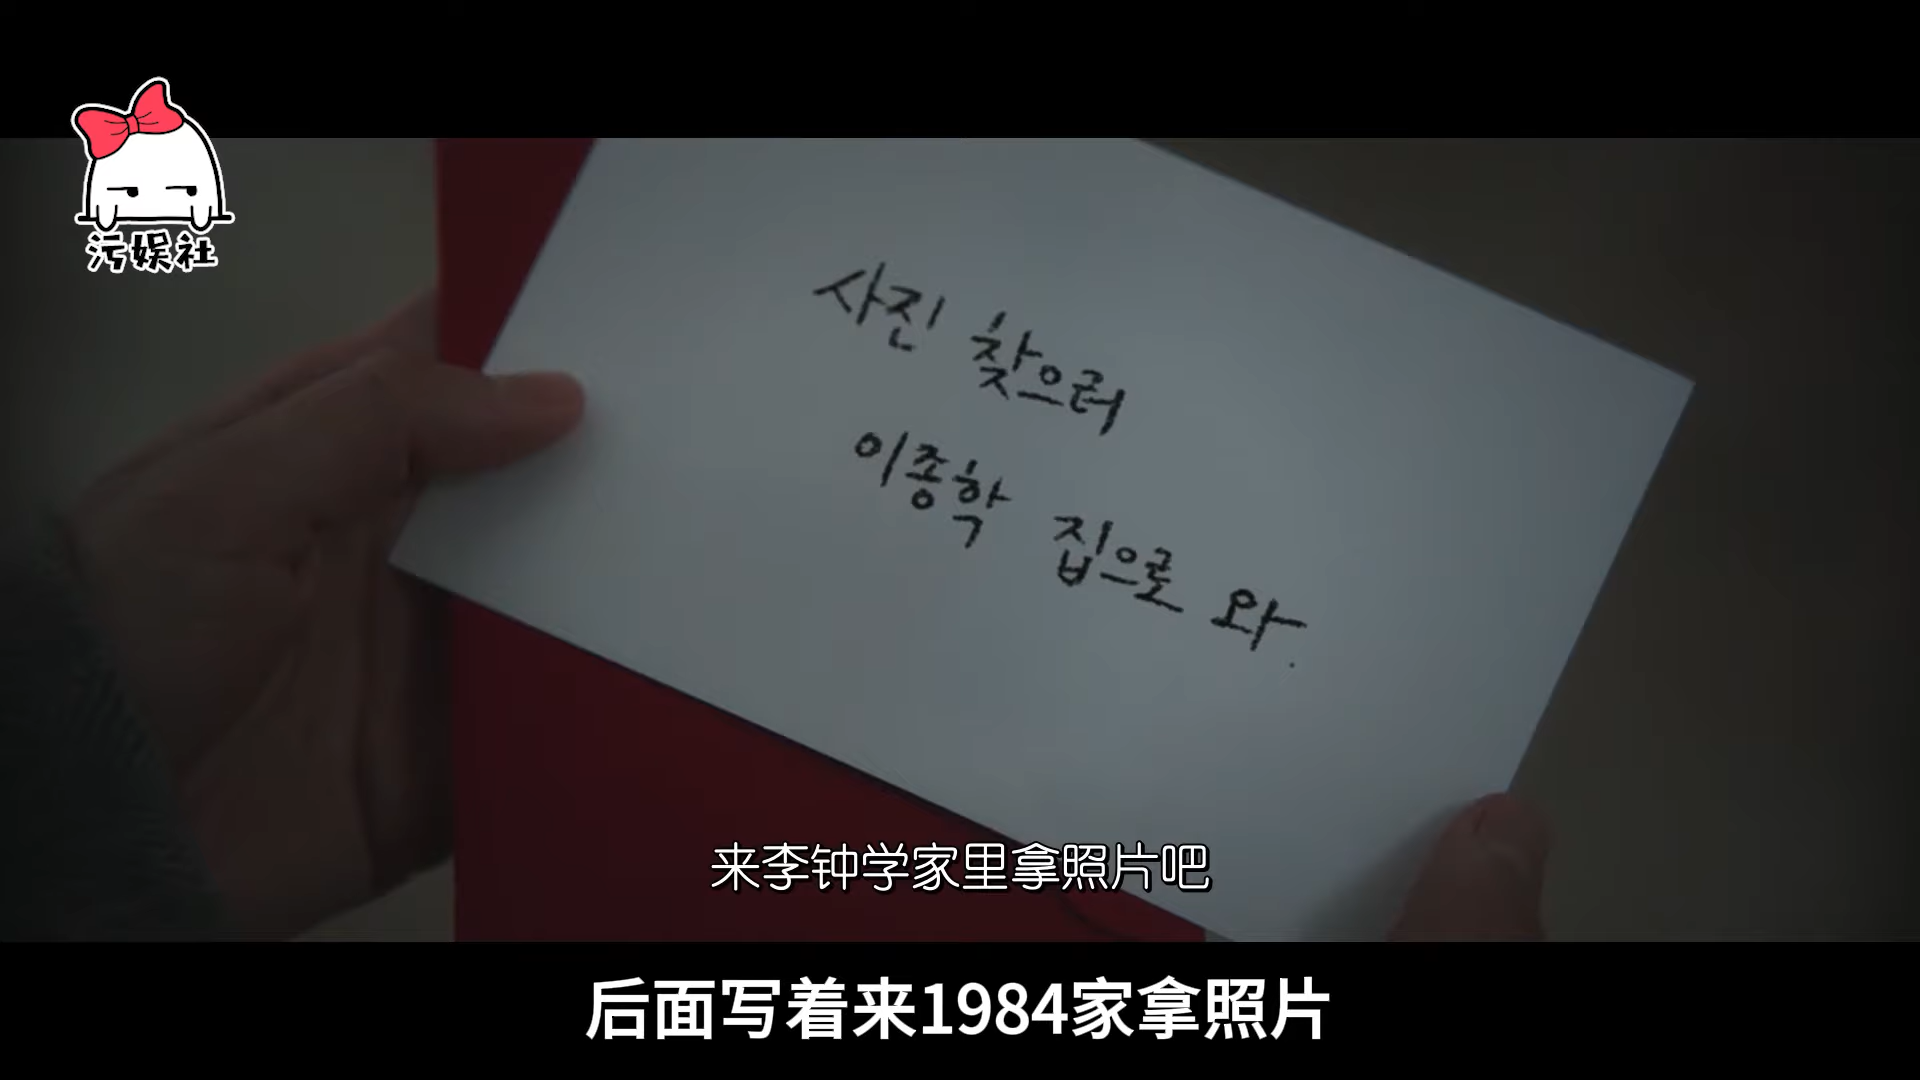 污娱社
사진 찾으러
이종학 집으로 와.
来李钟学家里拿照片吧
后面写着来1984家拿照片